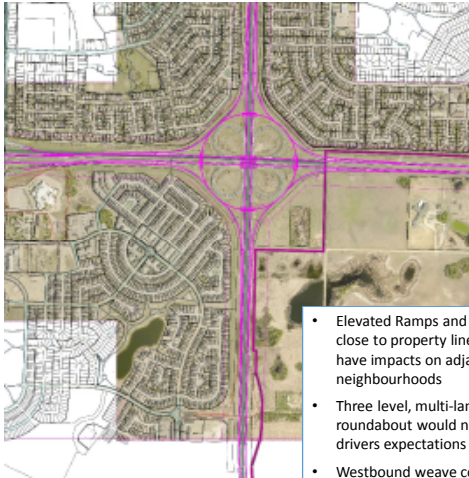 • Elevated Ramps and
close to property line
have impacts on adja
neighbourhoods
• Three level, multi-lan
roundabout would n
drivers expectations
• Westbound weave co